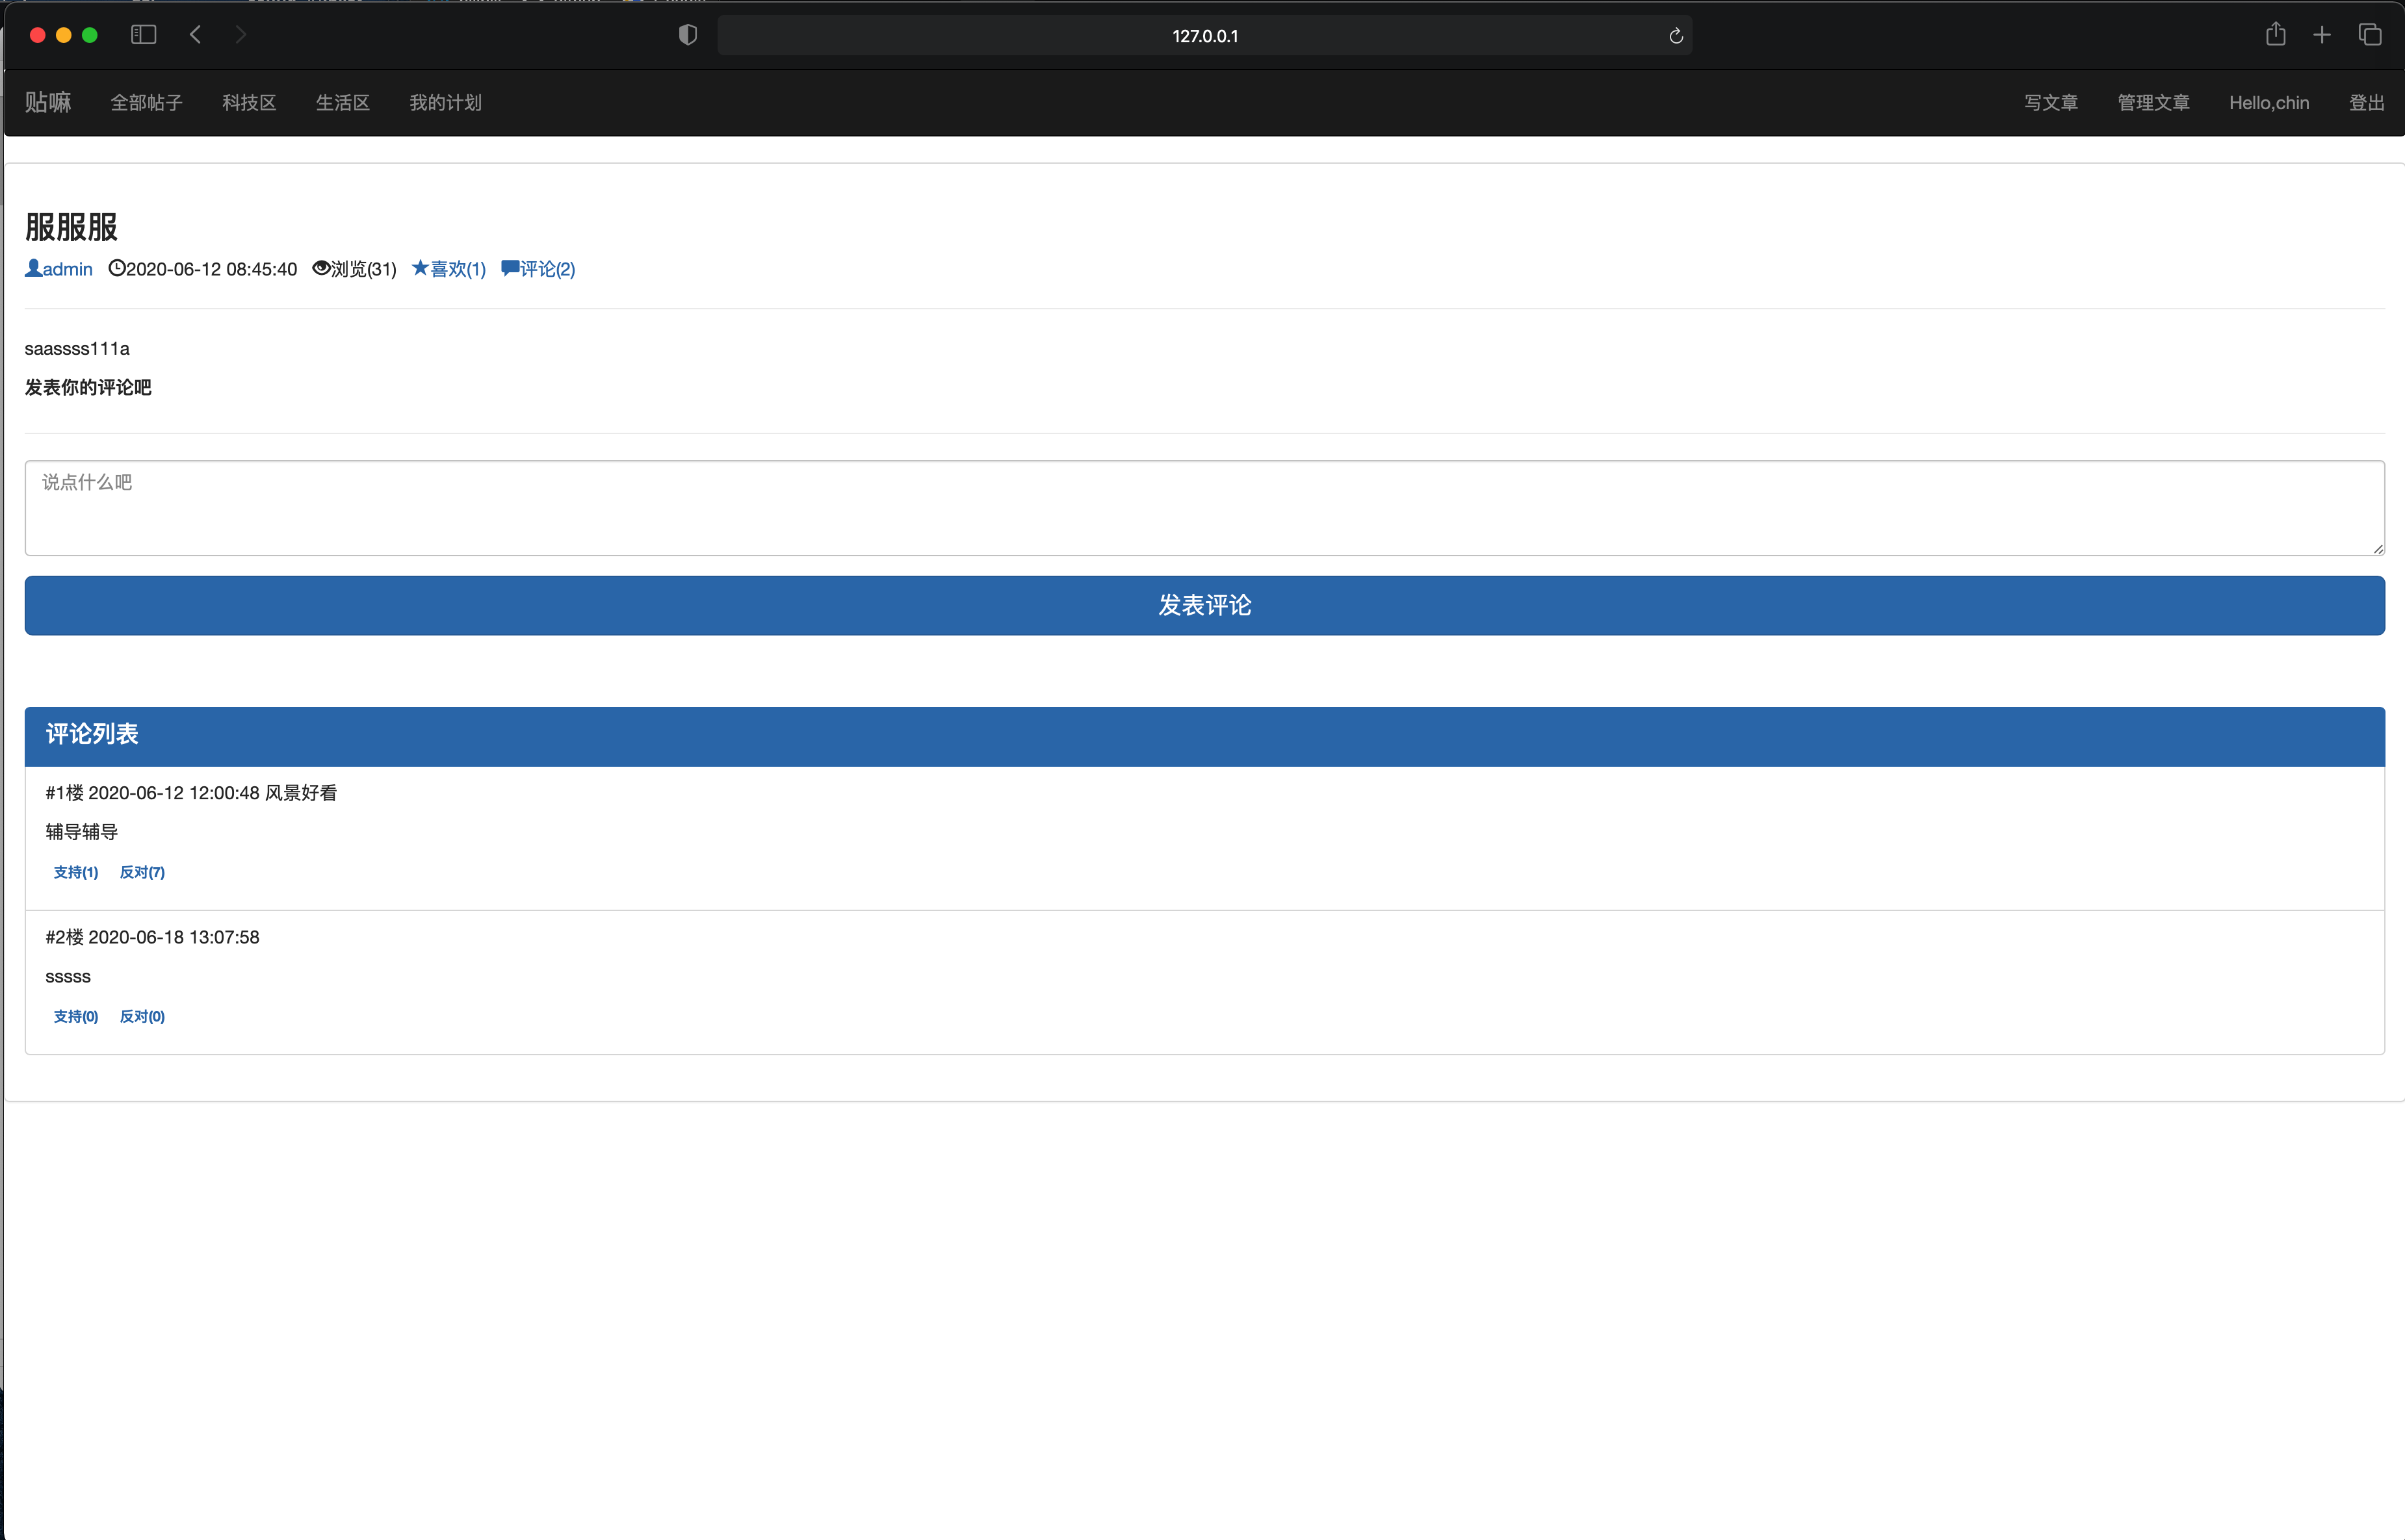 127.0.0.1
贴嘛 全部帖子 科技区 生活区 我的计划 写文章 管理文章 Hello,chin 登出
服服服
admin 2020-06-12 08:45:40 浏览(31) 喜欢(1) 评论(2)
saassss111a
发表你的评论吧
说点什么吧
发表评论
评论列表
#1楼 2020-06-12 12:00:48 风景好看
辅导辅导
支持(1) 反对(7)
#2楼 2020-06-18 13:07:58
sssss
支持(0) 反对(0)